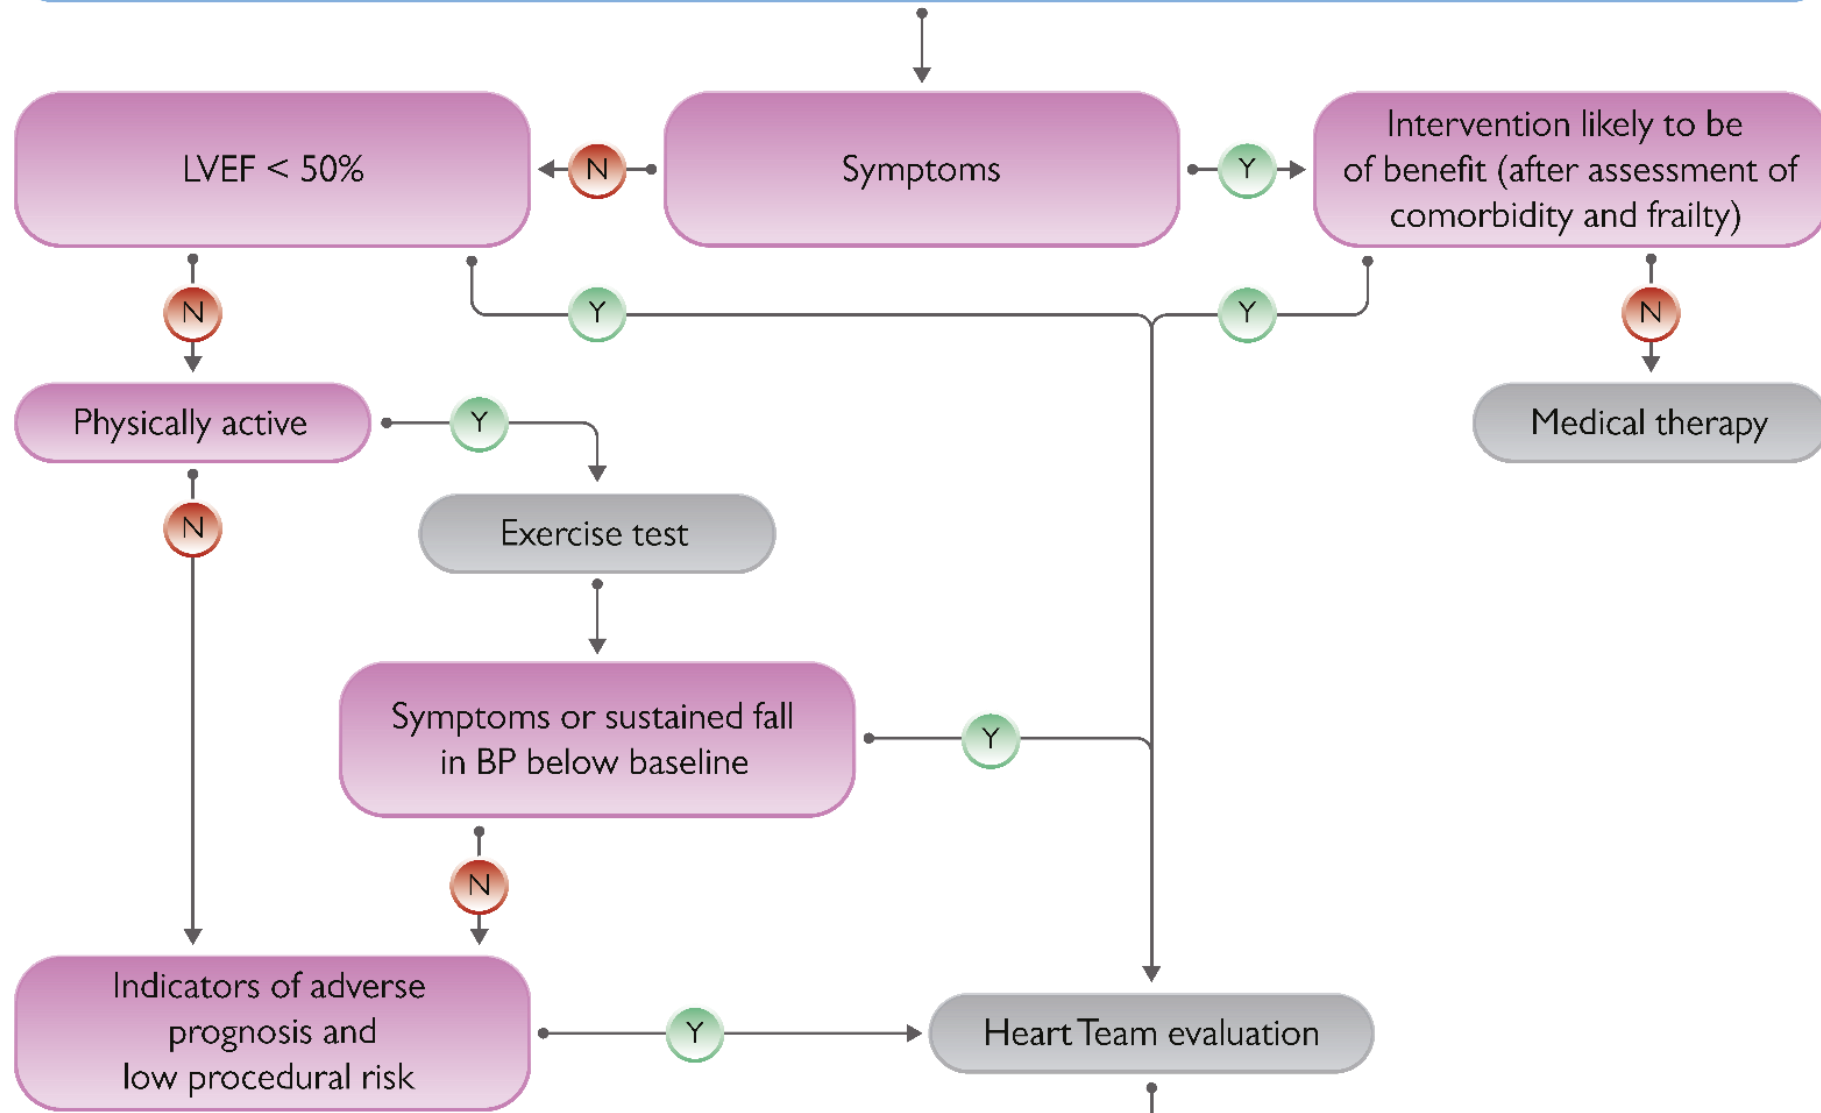 LVEF < 50%
N
Symptoms
Y
Intervention likely to be
of benefit (after assessment of
comorbidity and frailty)
N
Y
Y
N
Physically active
Y
Medical therapy
N
Exercise test
Symptoms or sustained fall
in BP below baseline
Y
N
Indicators of adverse
prognosis and
low procedural risk
Y
Heart Team evaluation